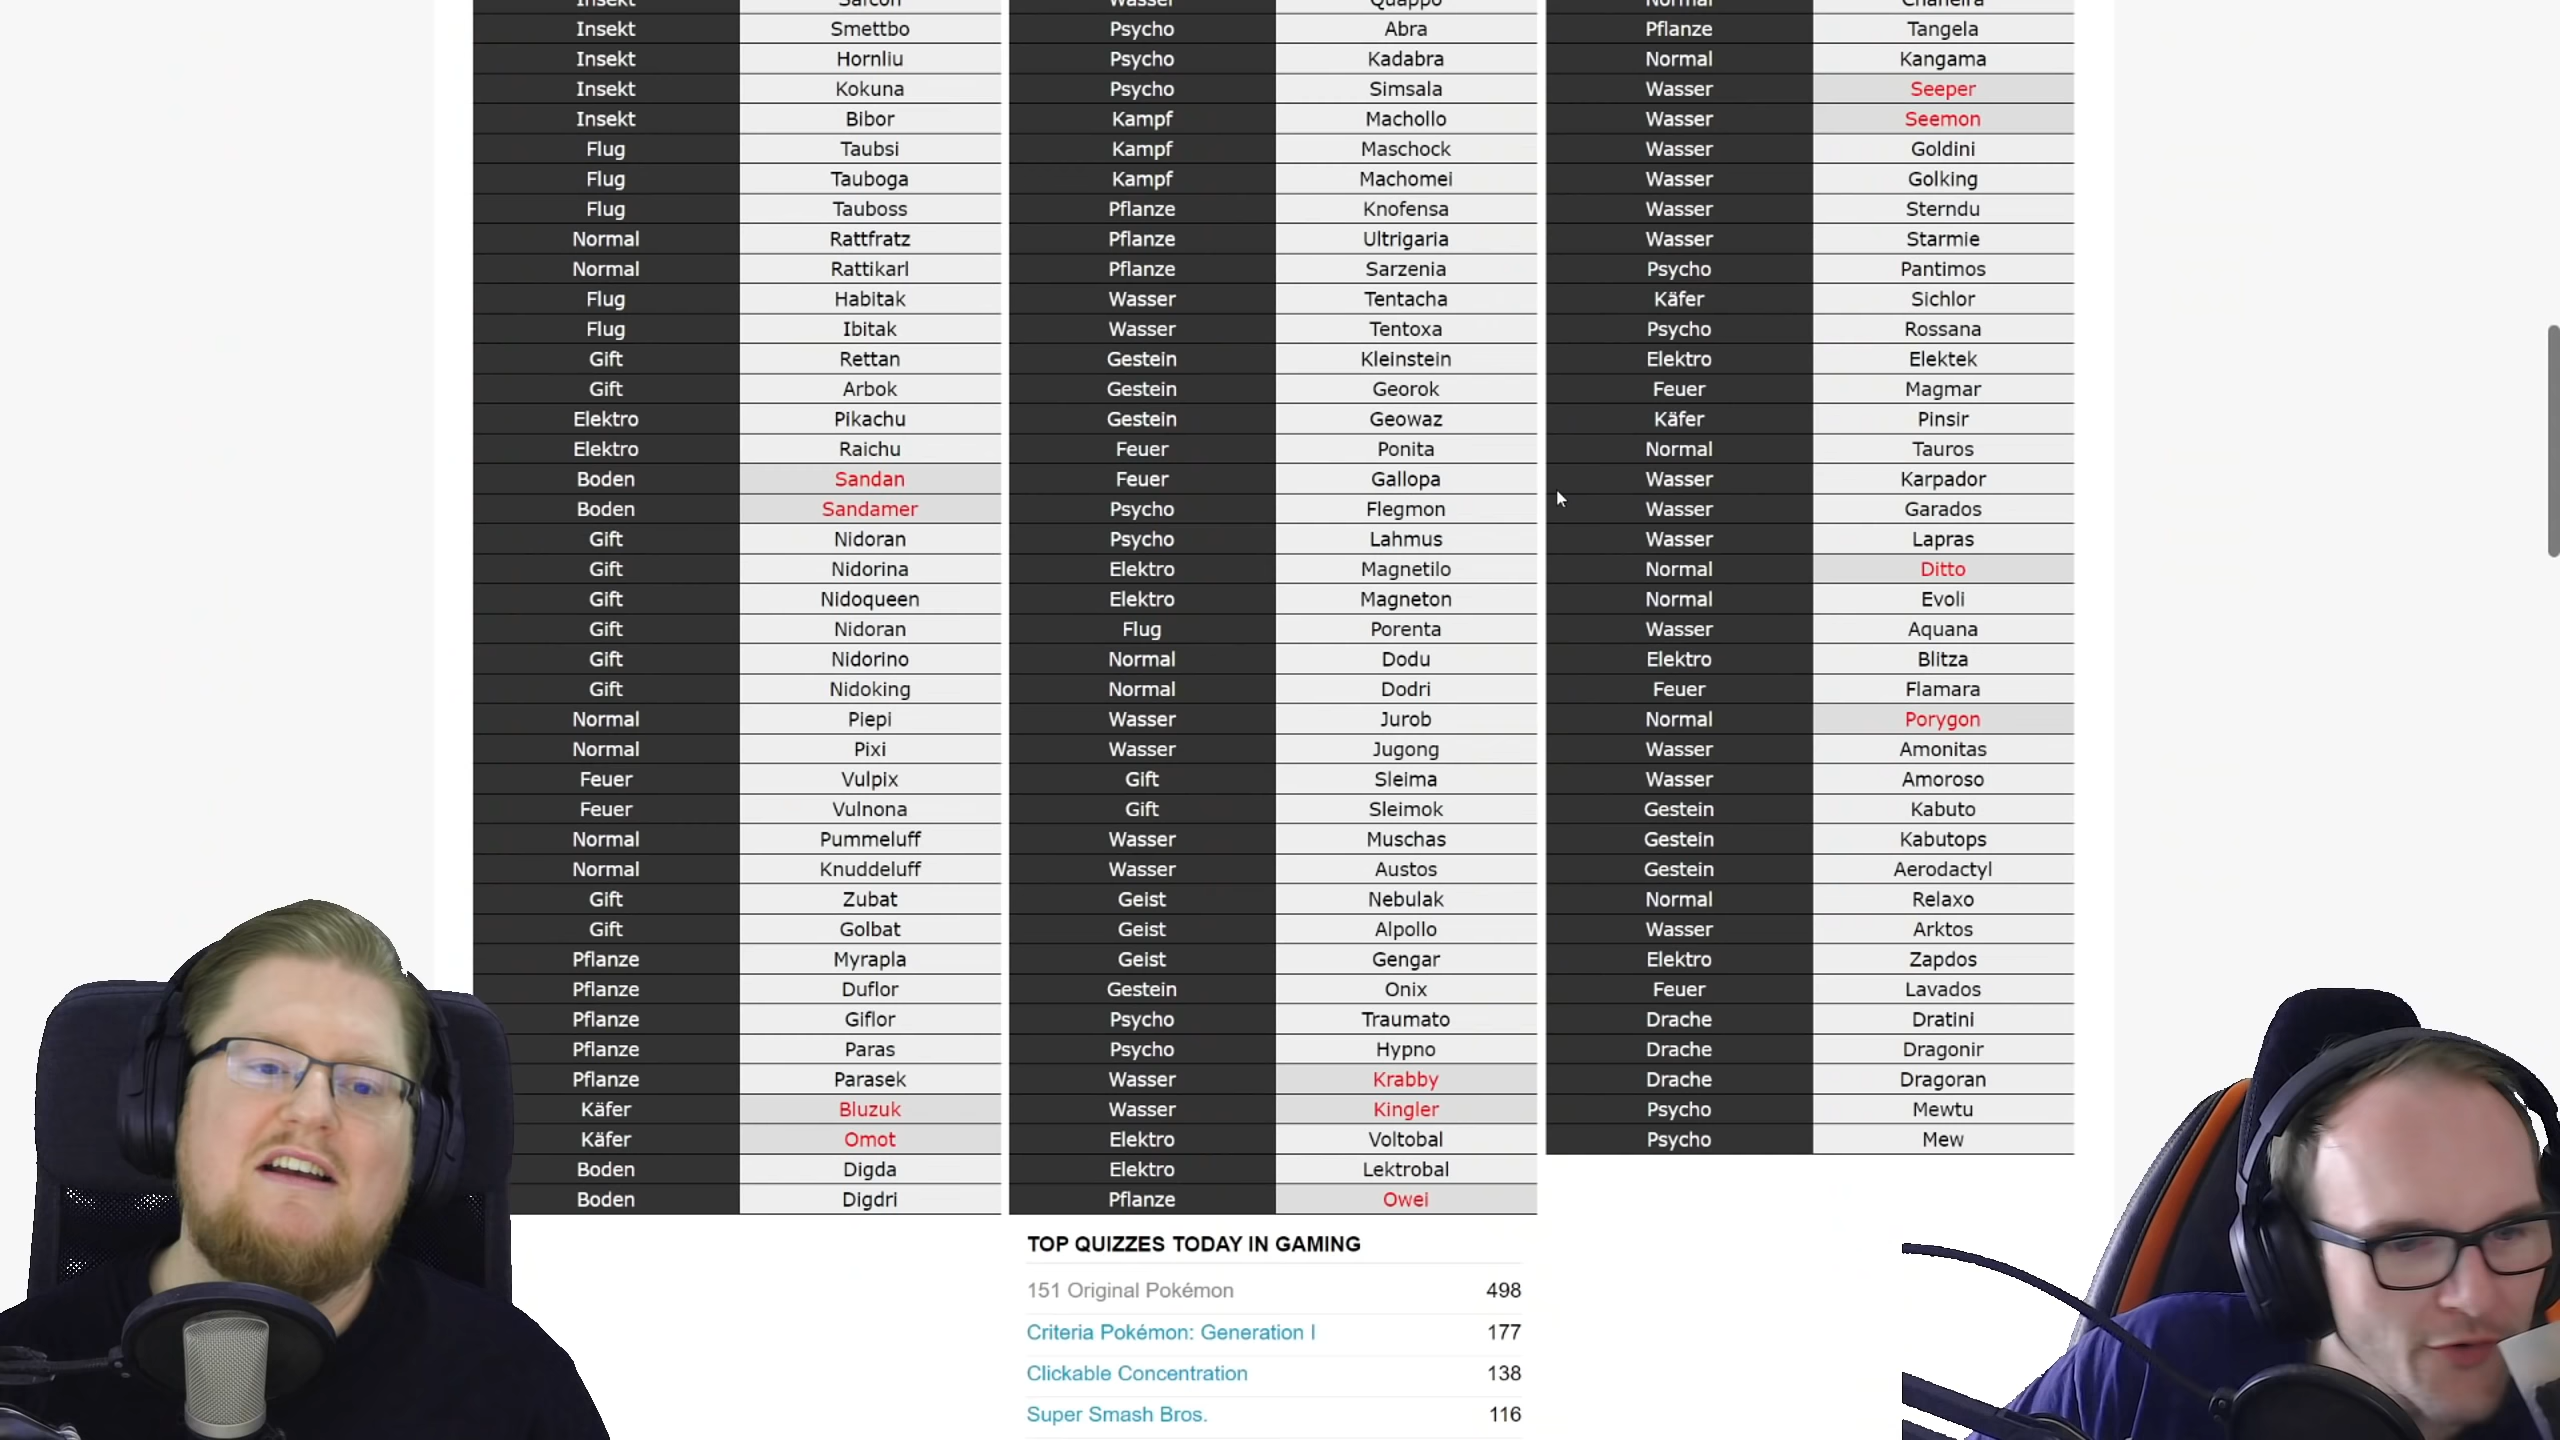 Insekt Safcon
Insekt Smettbo
Insekt Hornliu
Insekt Kokuna
Insekt Bibor
Flug Taubsi
Flug Tauboga
Flug Tauboss
Normal Rattfratz
Normal Rattikarl
Flug Habitak
Flug Ibitak
Gift Rettan
Gift Arbok
Elektro Pikachu
Elektro Raichu
Boden Sandan
Boden Sandamer
Gift Nidoran
Gift Nidorina
Gift Nidoqueen
Gift Nidoran
Gift Nidorino
Gift Nidoking
Normal Piepi
Normal Pixi
Feuer Vulpix
Feuer Vulnona
Normal Pummeluff
Normal Knuddeluff
Gift Zubat
Gift Golbat
Pflanze Myrapla
Pflanze Duflor
Pflanze Giflor
Pflanze Paras
Pflanze Parasek
Käfer Bluzuk
Käfer Omot
Boden Digda
Boden Digdri
Wasser Quappo
Psycho Abra
Psycho Kadabra
Psycho Simsala
Kampf Machollo
Kampf Maschock
Kampf Machomei
Pflanze Knofensa
Pflanze Ultrigaria
Pflanze Sarzenia
Wasser Tentacha
Wasser Tentoxa
Gestein Kleinstein
Gestein Georok
Gestein Geowaz
Feuer Ponita
Feuer Gallopa
Psycho Flegmon
Psycho Lahmus
Elektro Magnetilo
Elektro Magneton
Flug Porenta
Normal Dodu
Normal Dodri
Wasser Jurob
Wasser Jugong
Gift Sleima
Gift Sleimok
Wasser Muschas
Wasser Austos
Geist Nebulak
Geist Alpollo
Geist Gengar
Gestein Onix
Psycho Traumato
Psycho Hypno
Wasser Krabby
Wasser Kingler
Elektro Voltobal
Elektro Lektrobal
Pflanze Owei
Normal Chaneira
Pflanze Tangela
Normal Kangama
Wasser Seeper
Wasser Seemon
Wasser Goldini
Wasser Golking
Wasser Sterndu
Wasser Starmie
Psycho Pantimos
Käfer Sichlor
Psycho Rossana
Elektro Elektek
Feuer Magmar
Käfer Pinsir
Normal Tauros
Wasser Karpador
Wasser Garados
Wasser Lapras
Normal Ditto
Normal Evoli
Wasser Aquana
Elektro Blitza
Feuer Flamara
Normal Porygon
Wasser Amonitas
Wasser Amoroso
Gestein Kabuto
Gestein Kabutops
Gestein Aerodactyl
Normal Relaxo
Wasser Arktos
Elektro Zapdos
Feuer Lavados
Drache Dratini
Drache Dragonir
Drache Dragoran
Psycho Mewtu
Psycho Mew
TOP QUIZZES TODAY IN GAMING
151 Original Pokémon 498
Criteria Pokémon: Generation I 177
Clickable Concentration 138
Super Smash Bros. 116